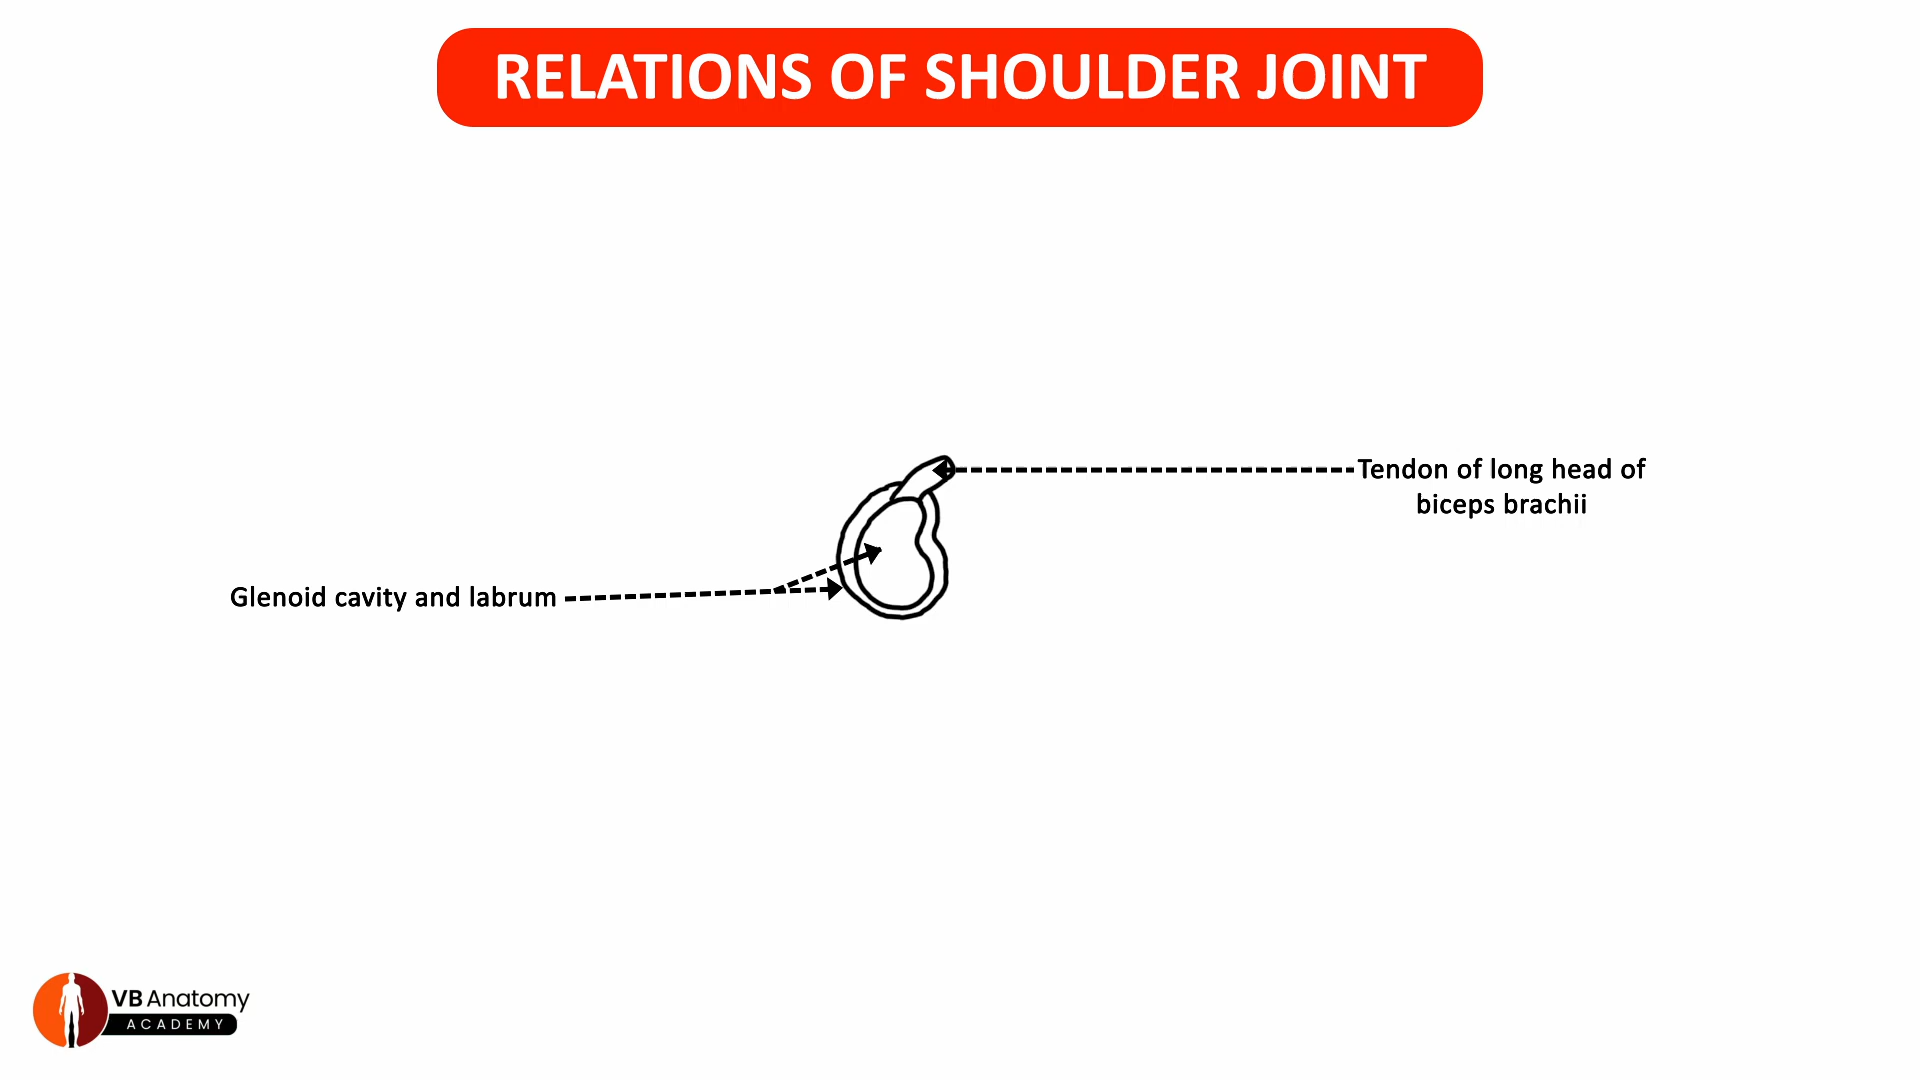 RELATIONS OF SHOULDER JOINT
Tendon of long head of
biceps brachii
Glenoid cavity and labrum
VB Anatomy
ACADEMY